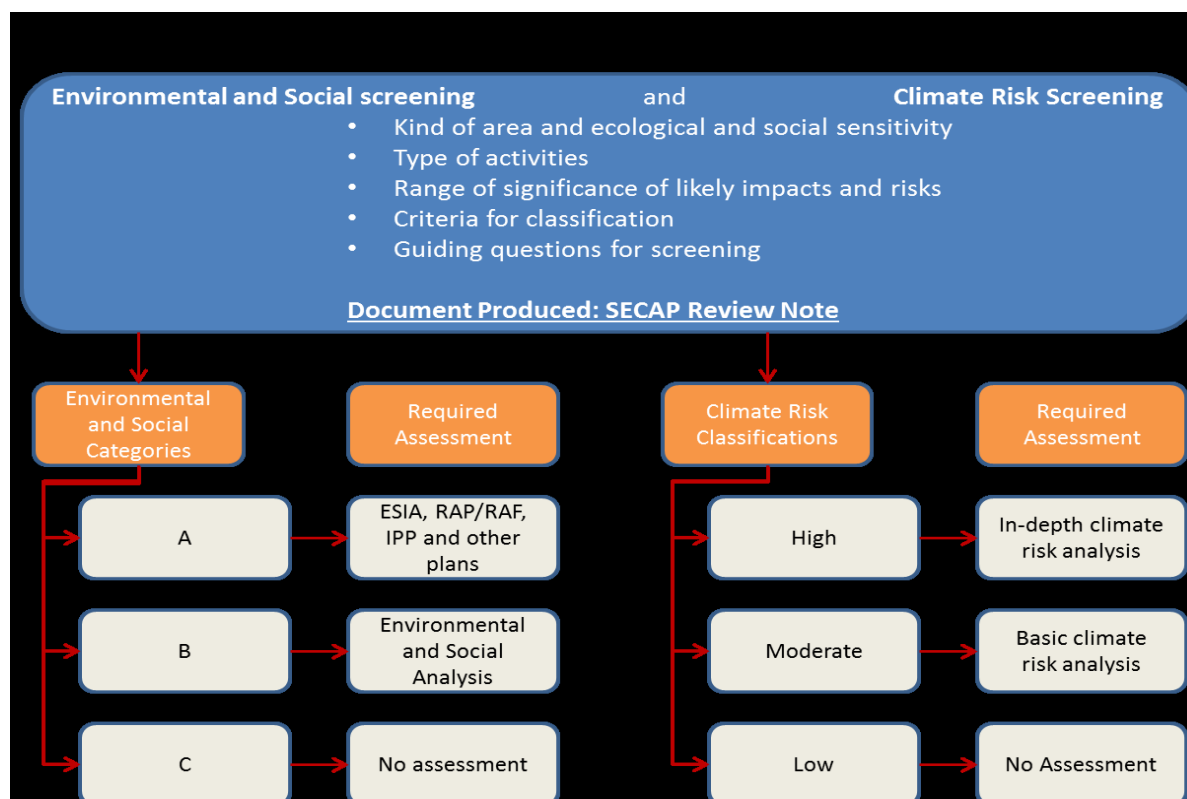 Environmental and Social screening and Climate Risk Screening
• Kind of area and ecological and social sensitivity
• Type of activities
• Range of significance of likely impacts and risks
• Criteria for classification
• Guiding questions for screening
Document Produced: SECAP Review Note
Environmental
and Social
Categories
Required
Assessment
Climate Risk
Classifications
Required
Assessment
A
ESIA, RAP/RAF,
IPP and other
plans
High
In-depth climate
risk analysis
B
Environmental
and Social
Analysis
Moderate
Basic climate
risk analysis
C
No assessment
Low
No Assessment